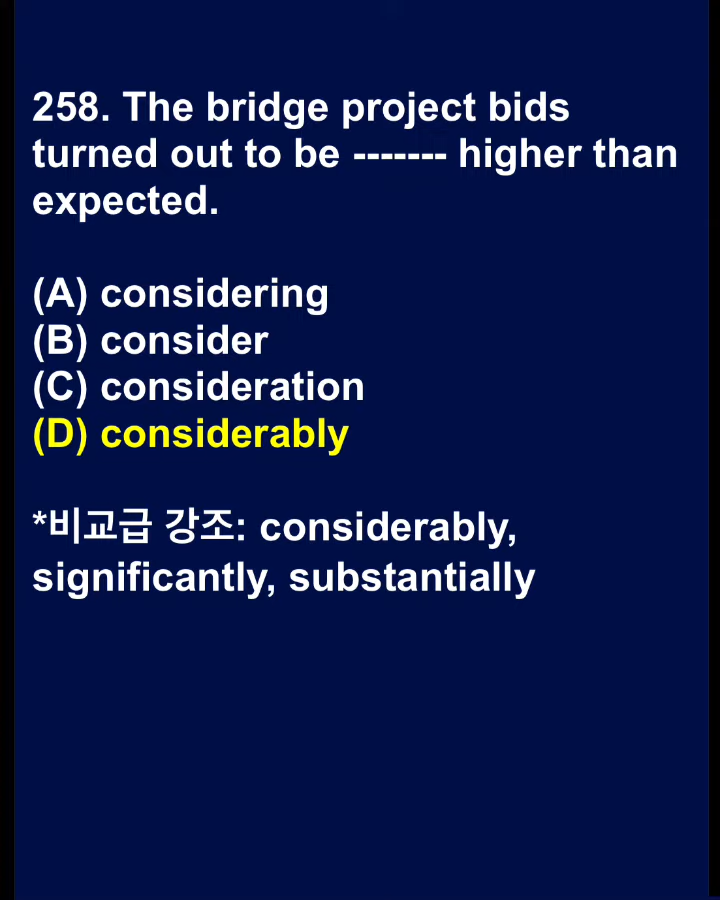 258. The bridge project bids
turned out to be ------- higher than
expected.
(A) considering
(B) consider
(C) consideration
(D) considerably
*비교급 강조: considerably,
significantly, substantially